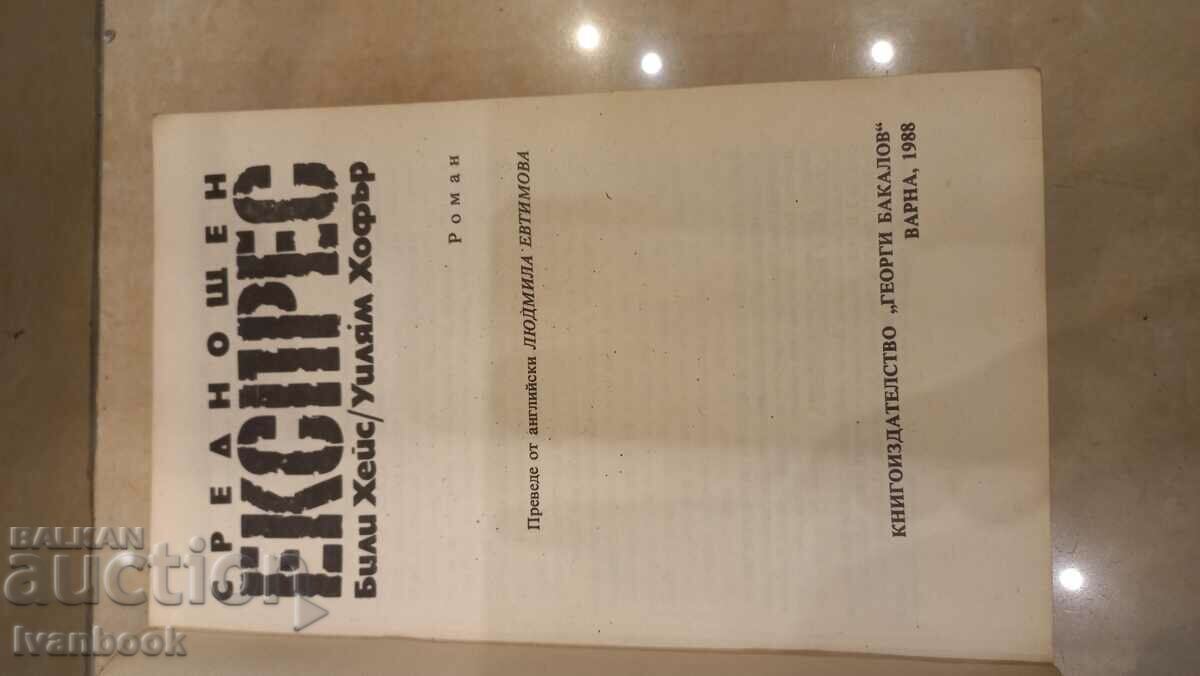 СРЕДНОЩЕН
ЕКСПРЕС
Били Хейс/Уилям Хофър
Роман
Преведе от английски ЛЮДМИЛА ЕВТИМОВА
КНИГОИЗДАТЕЛСТВО „ГЕОРГИ БАКАЛОВ“
ВАРНА, 1988
BALKAN
auction
Ivanbook